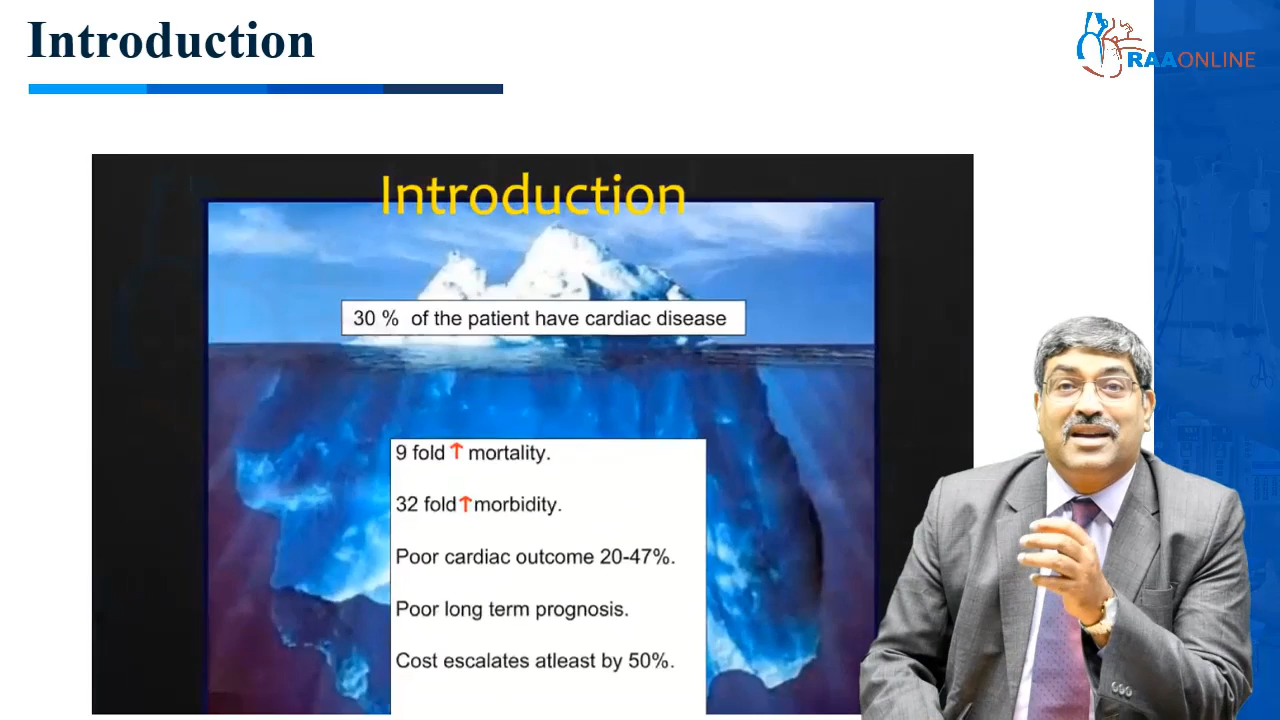 Introduction
RAAONLINE
Introduction
30 % of the patient have cardiac disease
9 fold ↑ mortality.
32 fold ↑ morbidity.
Poor cardiac outcome 20-47%.
Poor long term prognosis.
Cost escalates atleast by 50%.